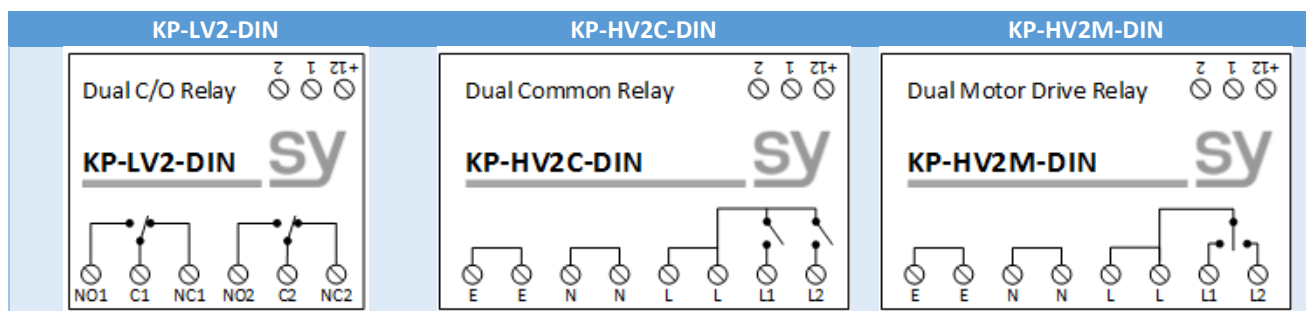 KP-LV2-DIN
KP-HV2C-DIN
KP-HV2M-DIN
2 1 +12
Dual C/O Relay
KP-LV2-DIN sy
NO1 C1 NC1 NO2 C2 NC2
2 1 +12
Dual Common Relay
KP-HV2C-DIN sy
E E N N L L L1 L2
2 1 +12
Dual Motor Drive Relay
KP-HV2M-DIN sy
E E N N L L L1 L2